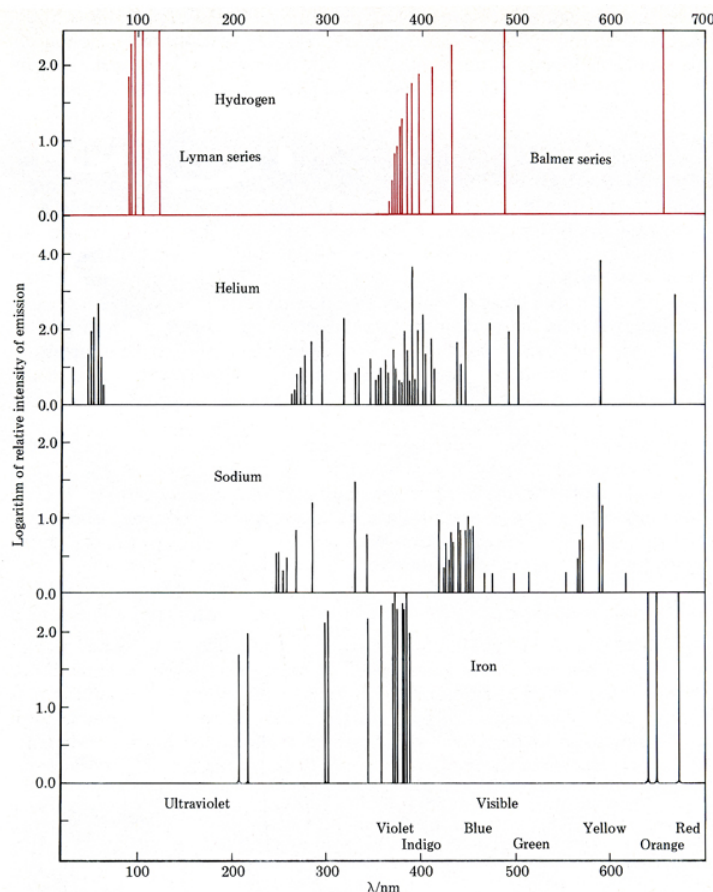 100 200 300 400 500 600 700
2.0
Hydrogen
1.0
Lyman series Balmer series
0.0
4.0
Helium
2.0
0.0
2.0
Sodium
1.0
0.0
2.0
Iron
1.0
0.0
Logarithm of relative intensity of emission
Ultraviolet Visible
Violet Blue Yellow Red
Indigo Green Orange
100 200 300 400 500 600 700
λ/nm